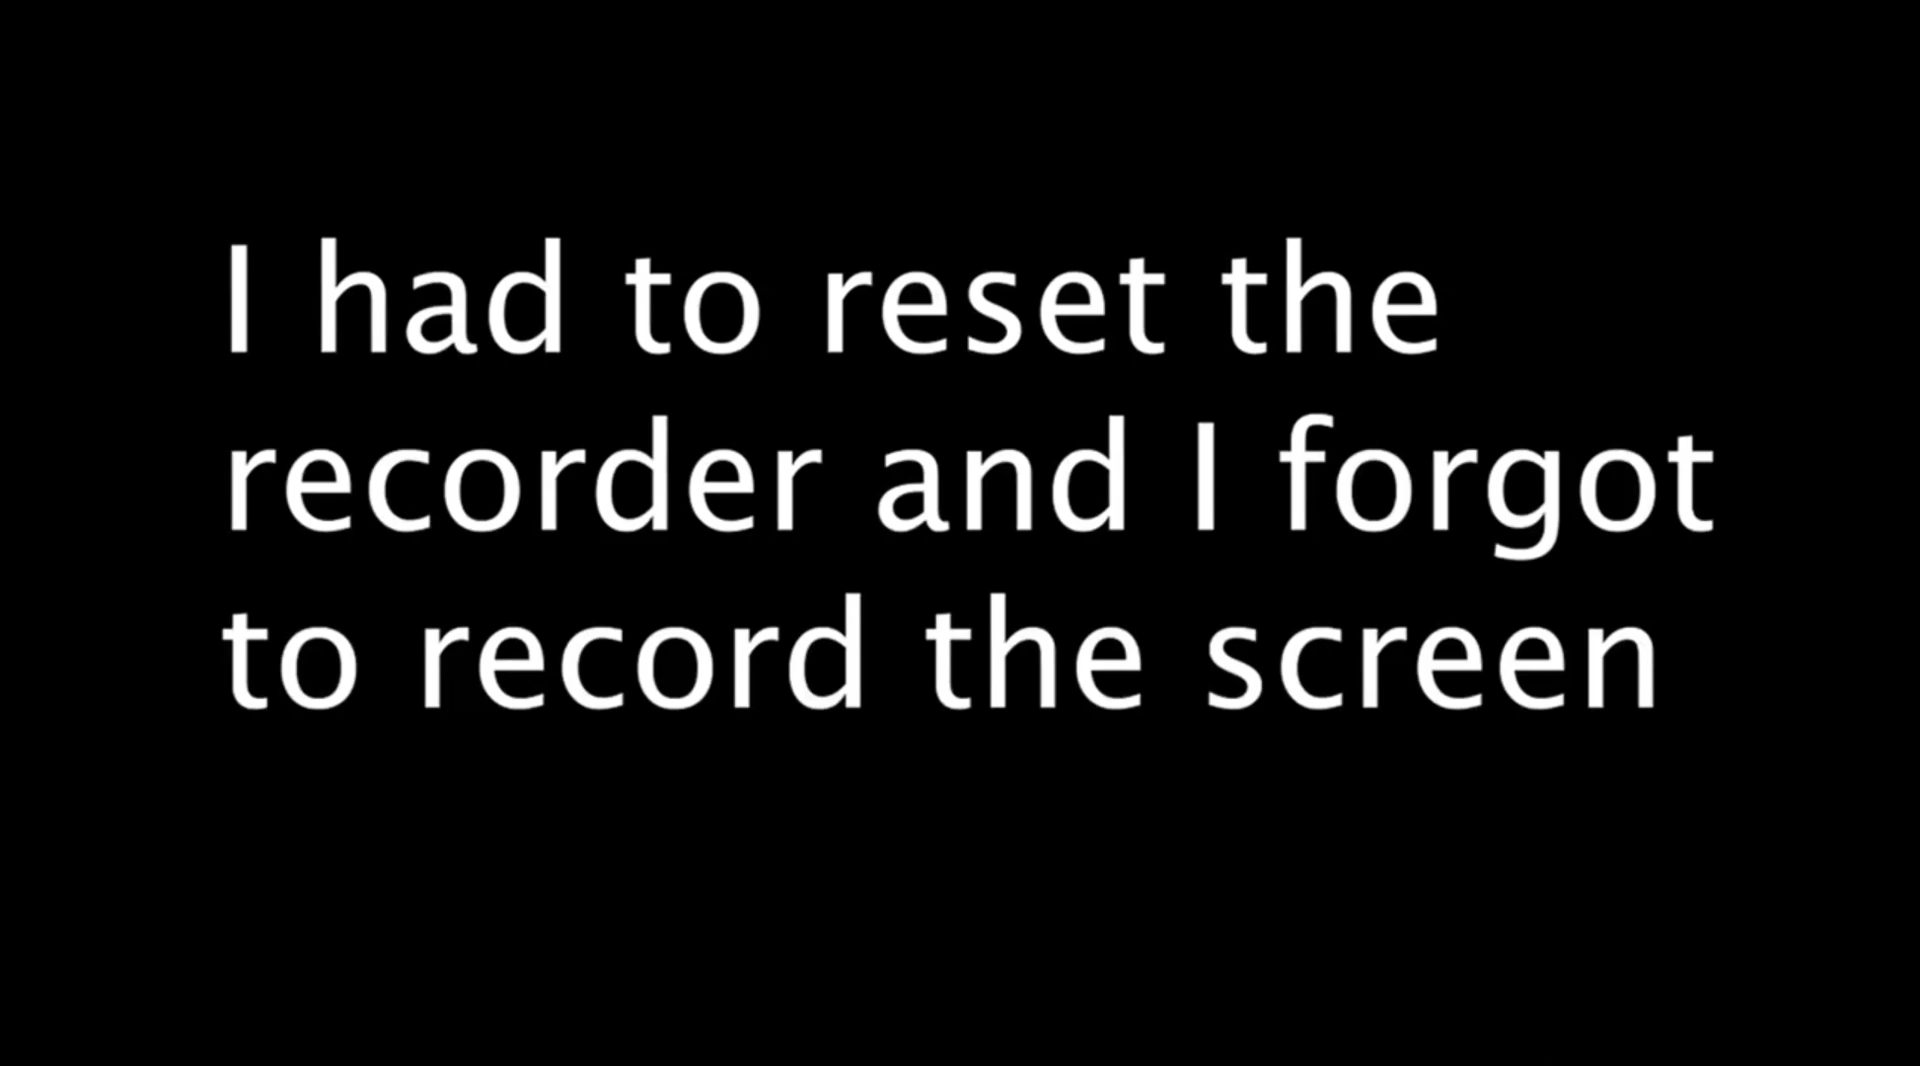 I had to reset the
recorder and I forgot
to record the screen